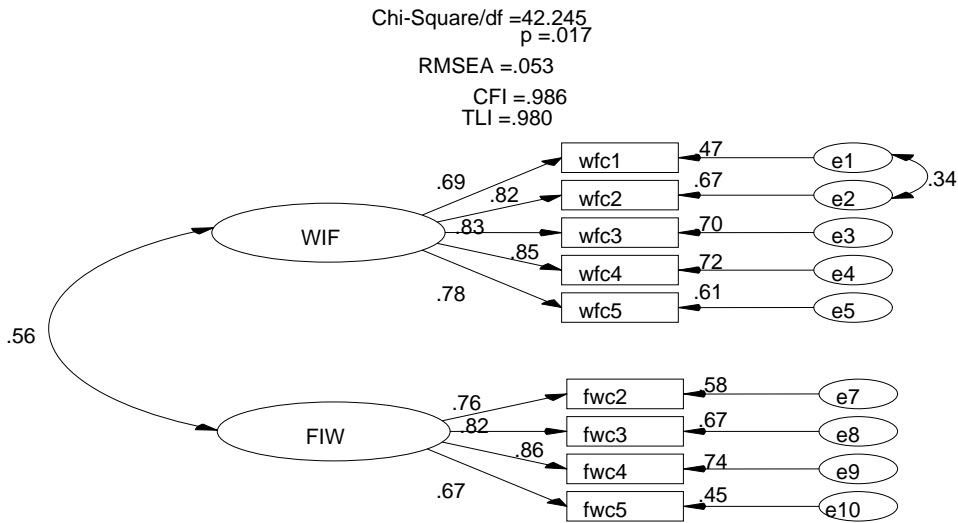 Chi-Square/df =42.245
p =.017
RMSEA =.053
CFI =.986
TLI =.980
wfc1 .47 e1
.69
wfc2 .67 e2 .34
.82
WIF .83 wfc3 .70 e3
.85 wfc4 .72 e4
.78 wfc5 .61 e5
.56
.76 fwc2 .58 e7
FIW .82 fwc3 .67 e8
.86 fwc4 .74 e9
.67 fwc5 .45 e10